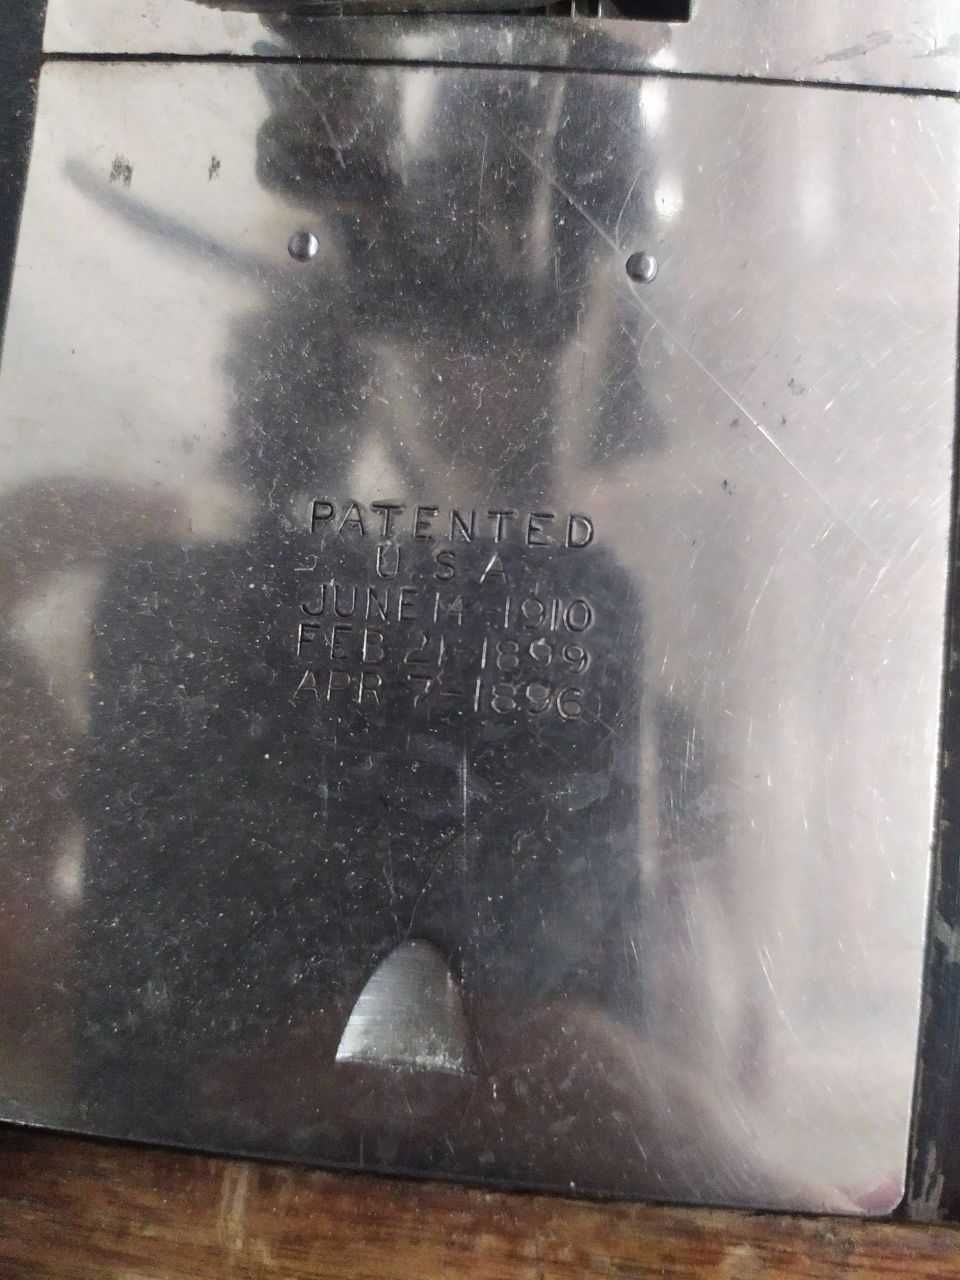 PATENTED
U S A
JUNE 14-1910
FEB 21-1899
APR 7-1896